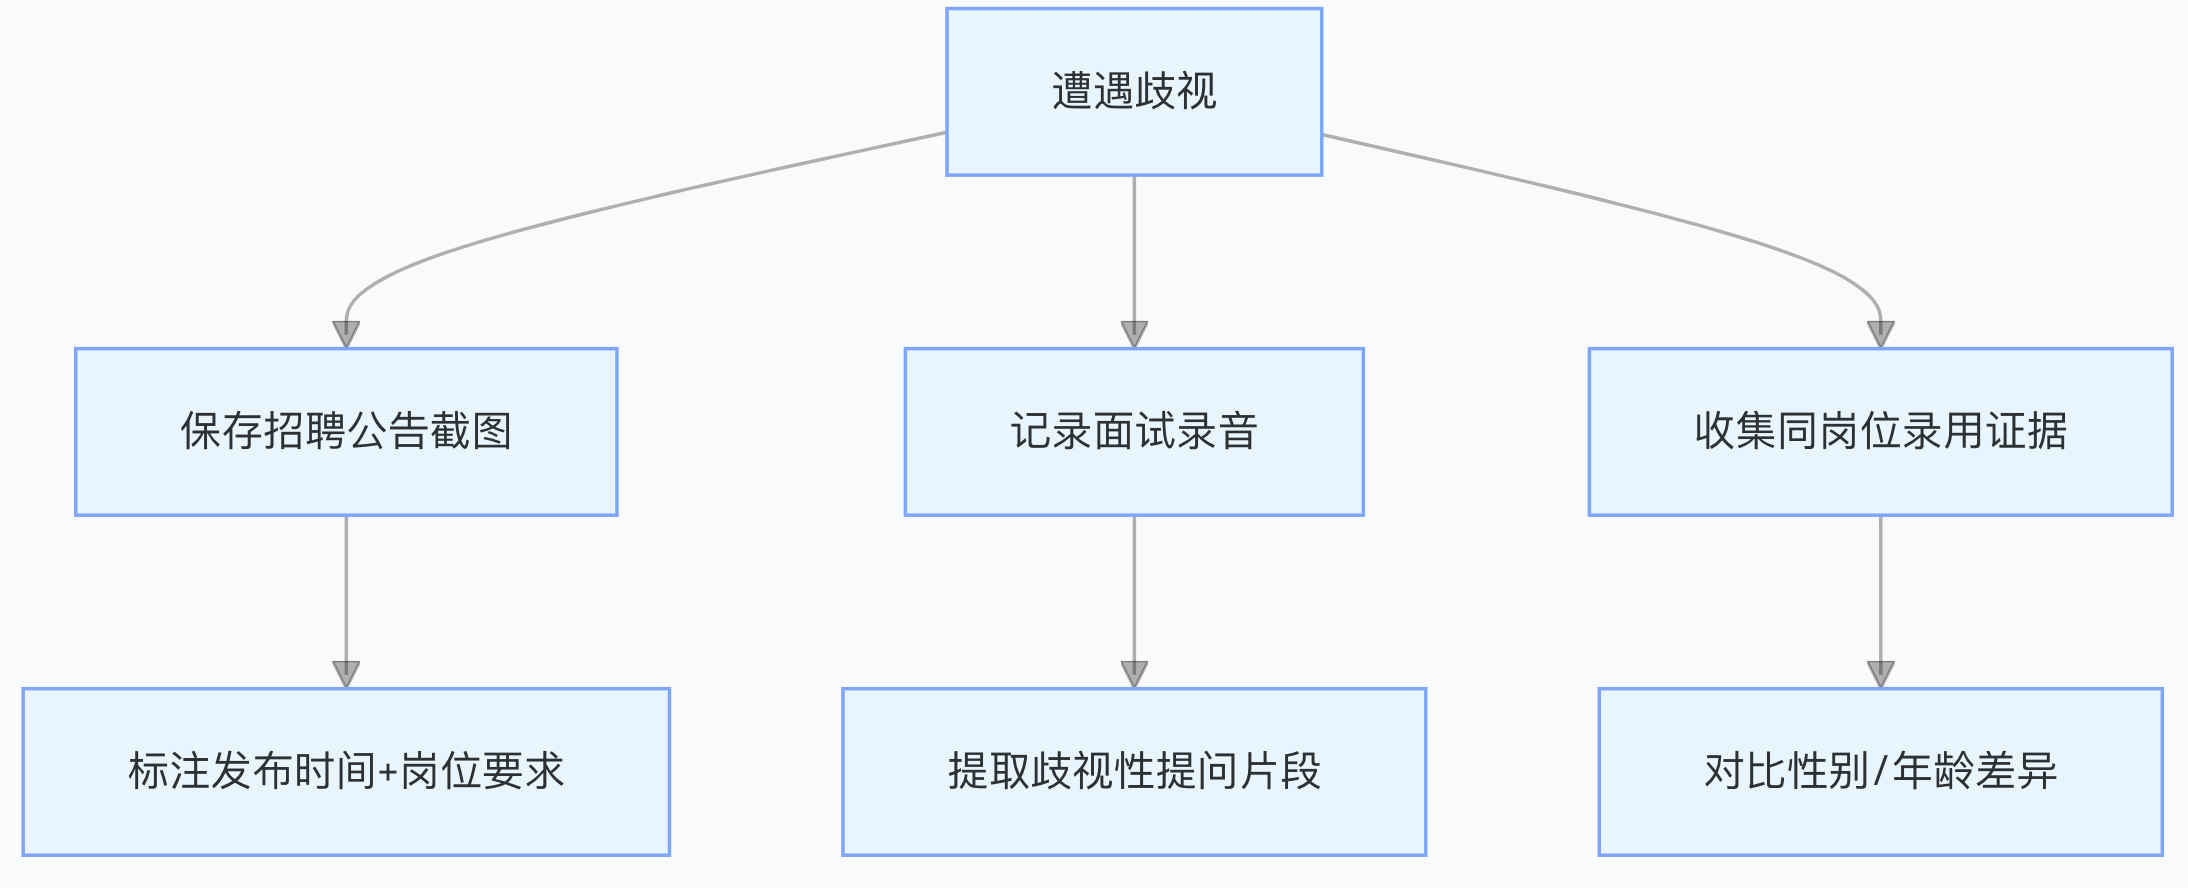 遭遇歧视
保存招聘公告截图
记录面试录音
收集同岗位录用证据
标注发布时间+岗位要求
提取歧视性提问片段
对比性别/年龄差异